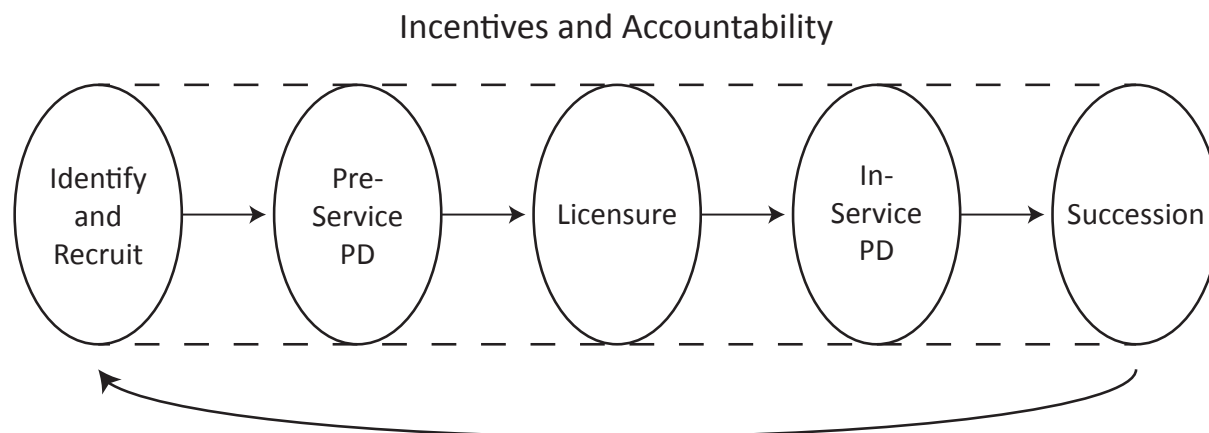 Incentives and Accountability
Identify
and
Recruit
Pre-
Service
PD
Licensure
In-
Service
PD
Succession